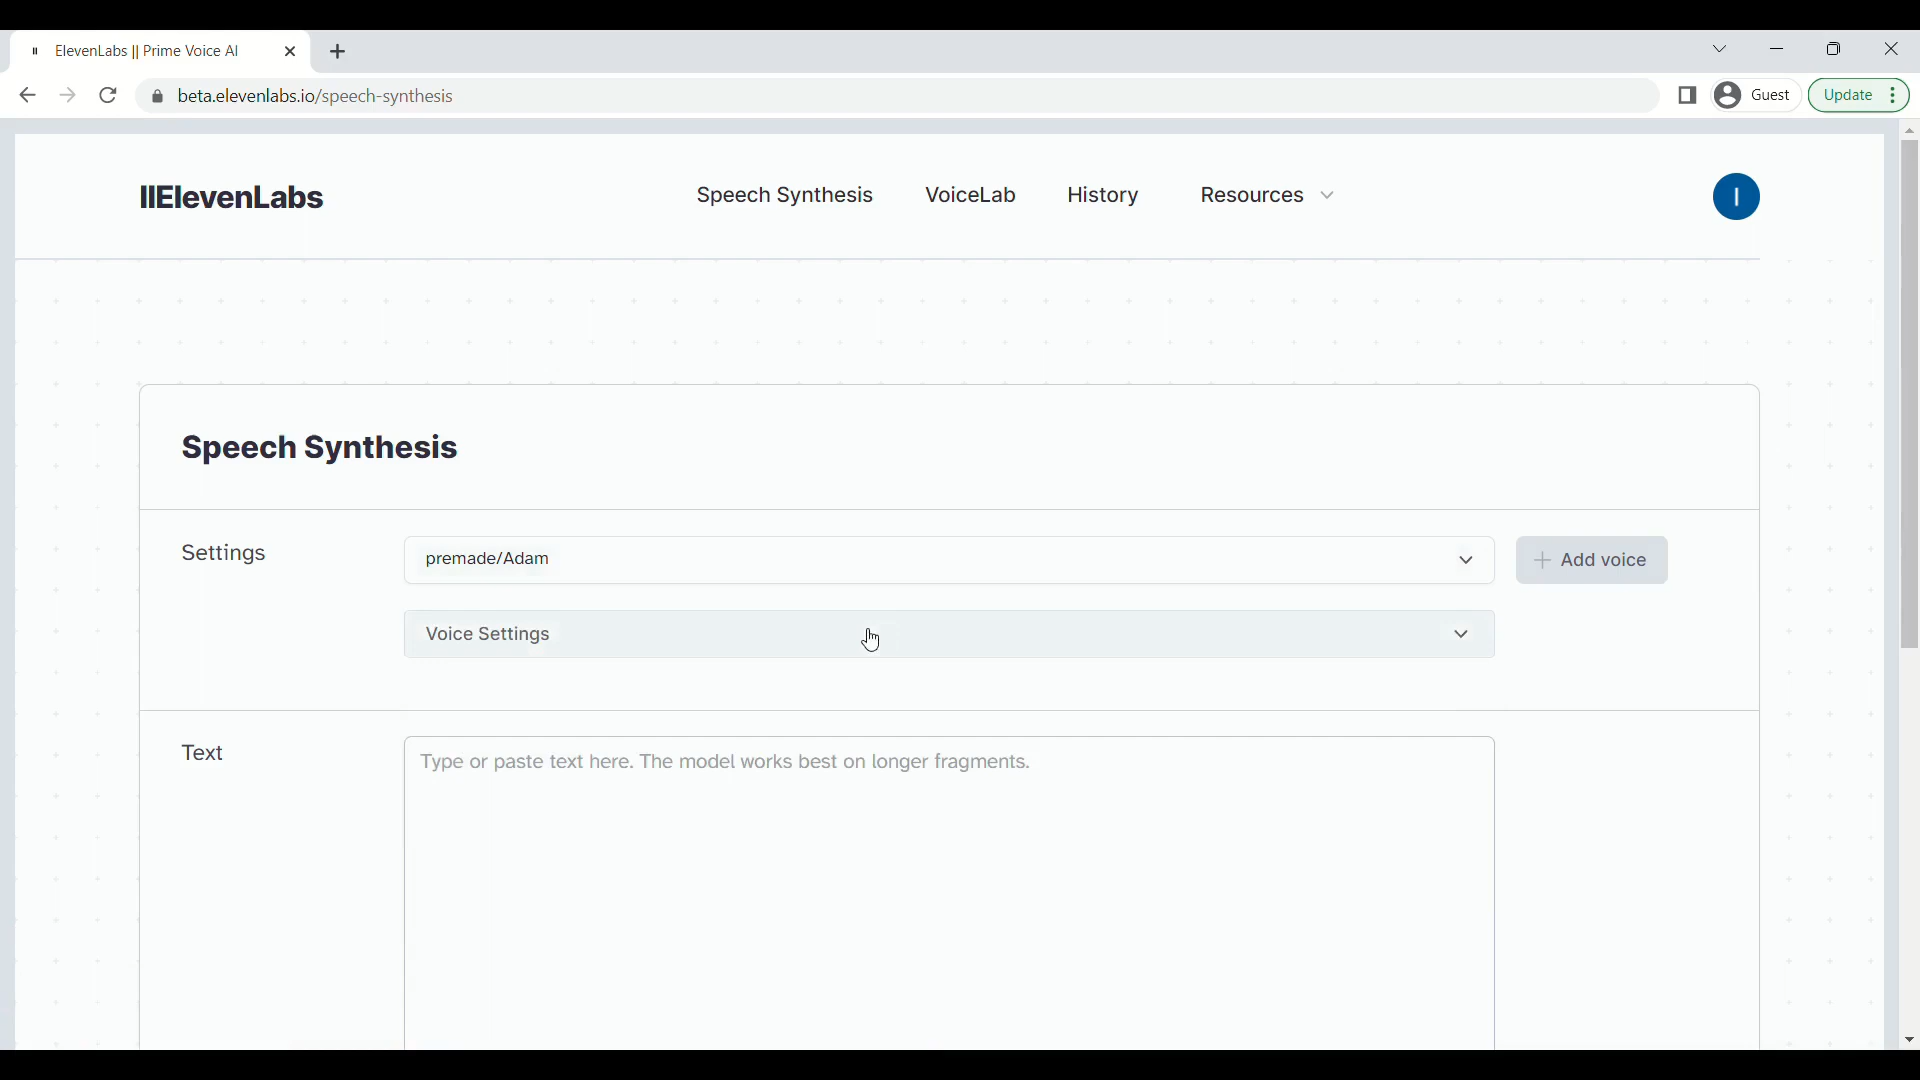 ElevenLabs || Prime Voice AI
beta.elevenlabs.io/speech-synthesis
Guest
Update
IIElevenLabs
Speech Synthesis
VoiceLab
History
Resources
I
Speech Synthesis
Settings
premade/Adam
Add voice
Voice Settings
Text
Type or paste text here. The model works best on longer fragments.